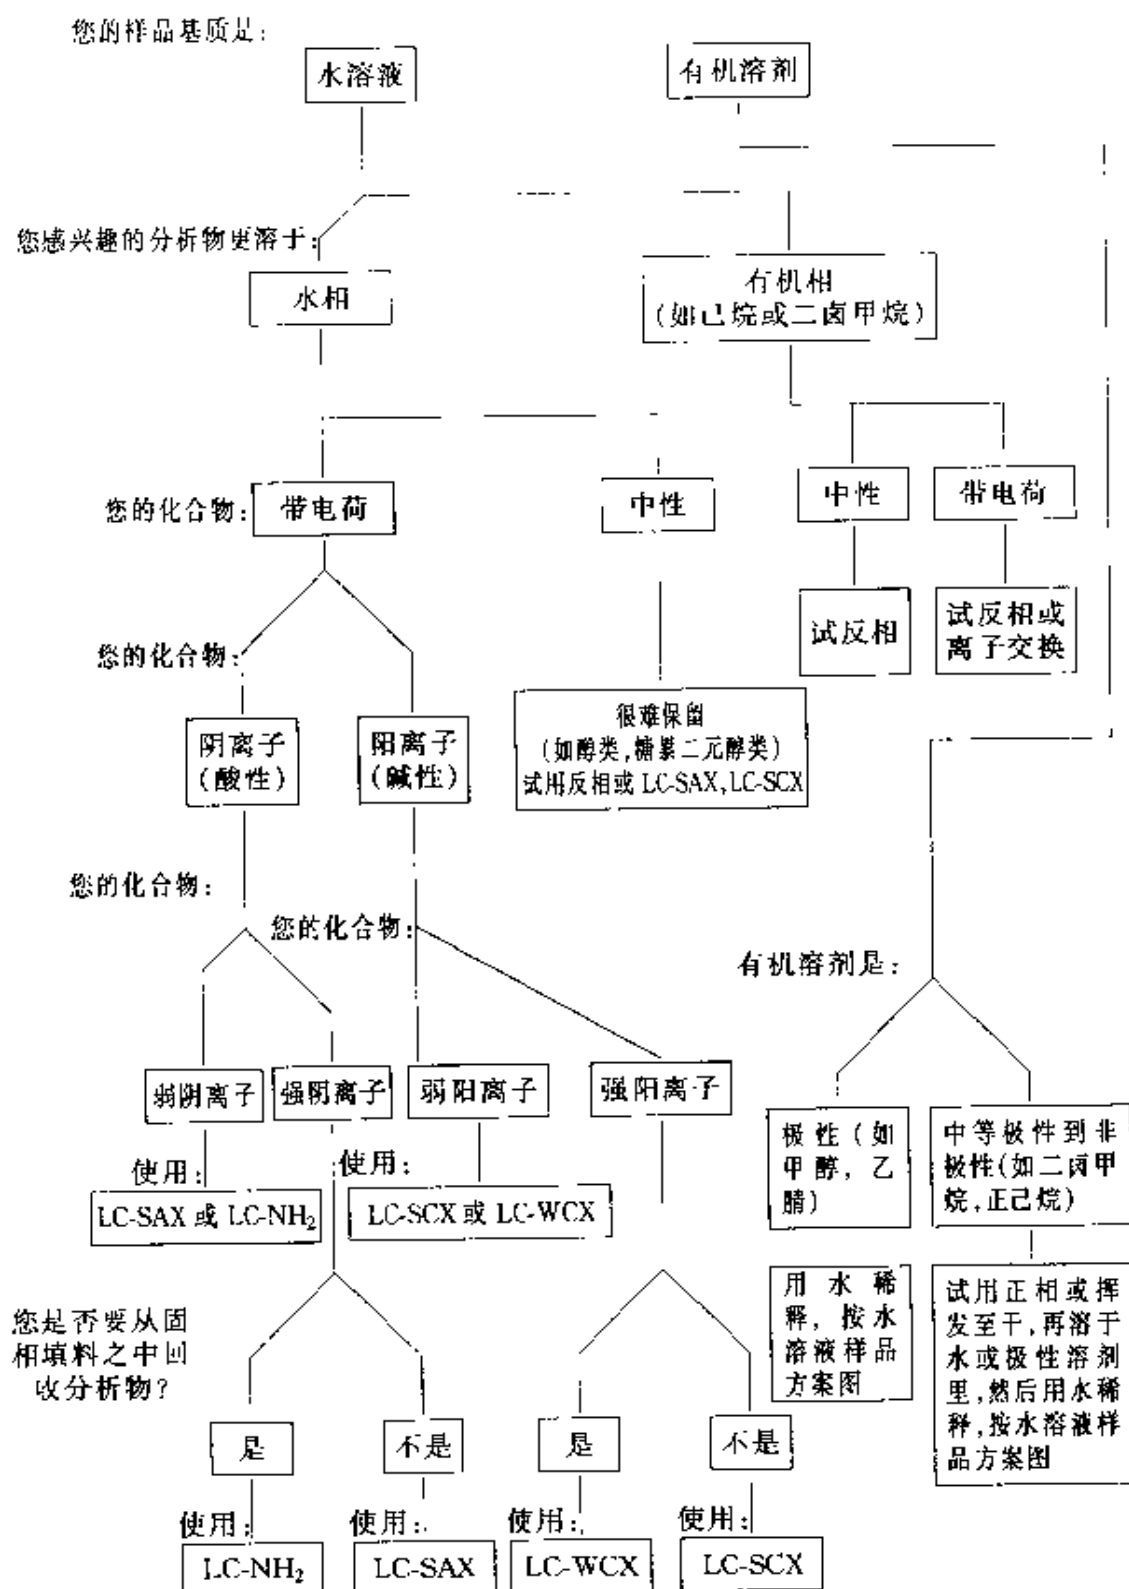 您的样品基质是:
水溶液
有机溶剂
您感兴趣的分析物更溶于:
水相
有机相
(如己烷或二卤甲烷)
您的化合物:
带电荷
中性
中性
带电荷
试反相
试反相或
离子交换
您的化合物:
阴离子
(酸性)
阳离子
(碱性)
很难保留
(如醇类,糖类二元醇类)
试用反相或 LC-SAX, LC-SCX
您的化合物:
您的化合物:
有机溶剂是:
弱阴离子
强阴离子
弱阳离子
强阳离子
极性(如
甲醇,乙
腈)
中等极性到非
极性(如二卤甲
烷,正己烷)
使用:
LC-SAX 或 LC-NH₂
使用:
LC-SCX 或 LC-WCX
用水稀
释,按水
溶液样品
方案图
试用正相或挥
发至干,再溶于
水或极性溶剂
里,然后用水稀
释,按水溶液样
品方案图
您是否要从固
相填料之中回
收分析物?
是
不是
是
不是
使用:
LC-NH₂
使用:
LC-SAX
使用:
LC-WCX
使用:
LC-SCX